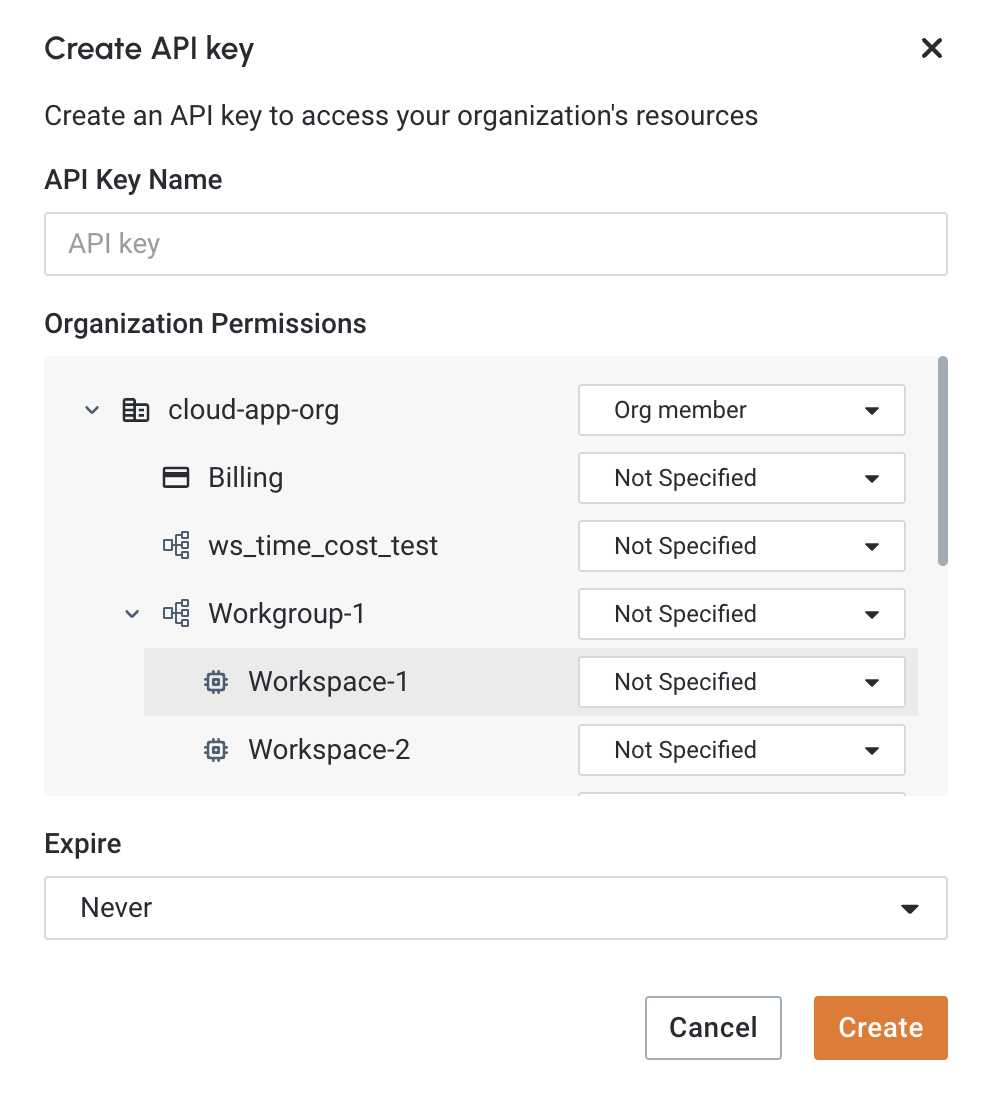 Create API key
Create an API key to access your organization's resources
API Key Name
API key
Organization Permissions
cloud-app-org Org member
Billing Not Specified
ws_time_cost_test Not Specified
Workgroup-1 Not Specified
Workspace-1 Not Specified
Workspace-2 Not Specified
Expire
Never
Cancel Create